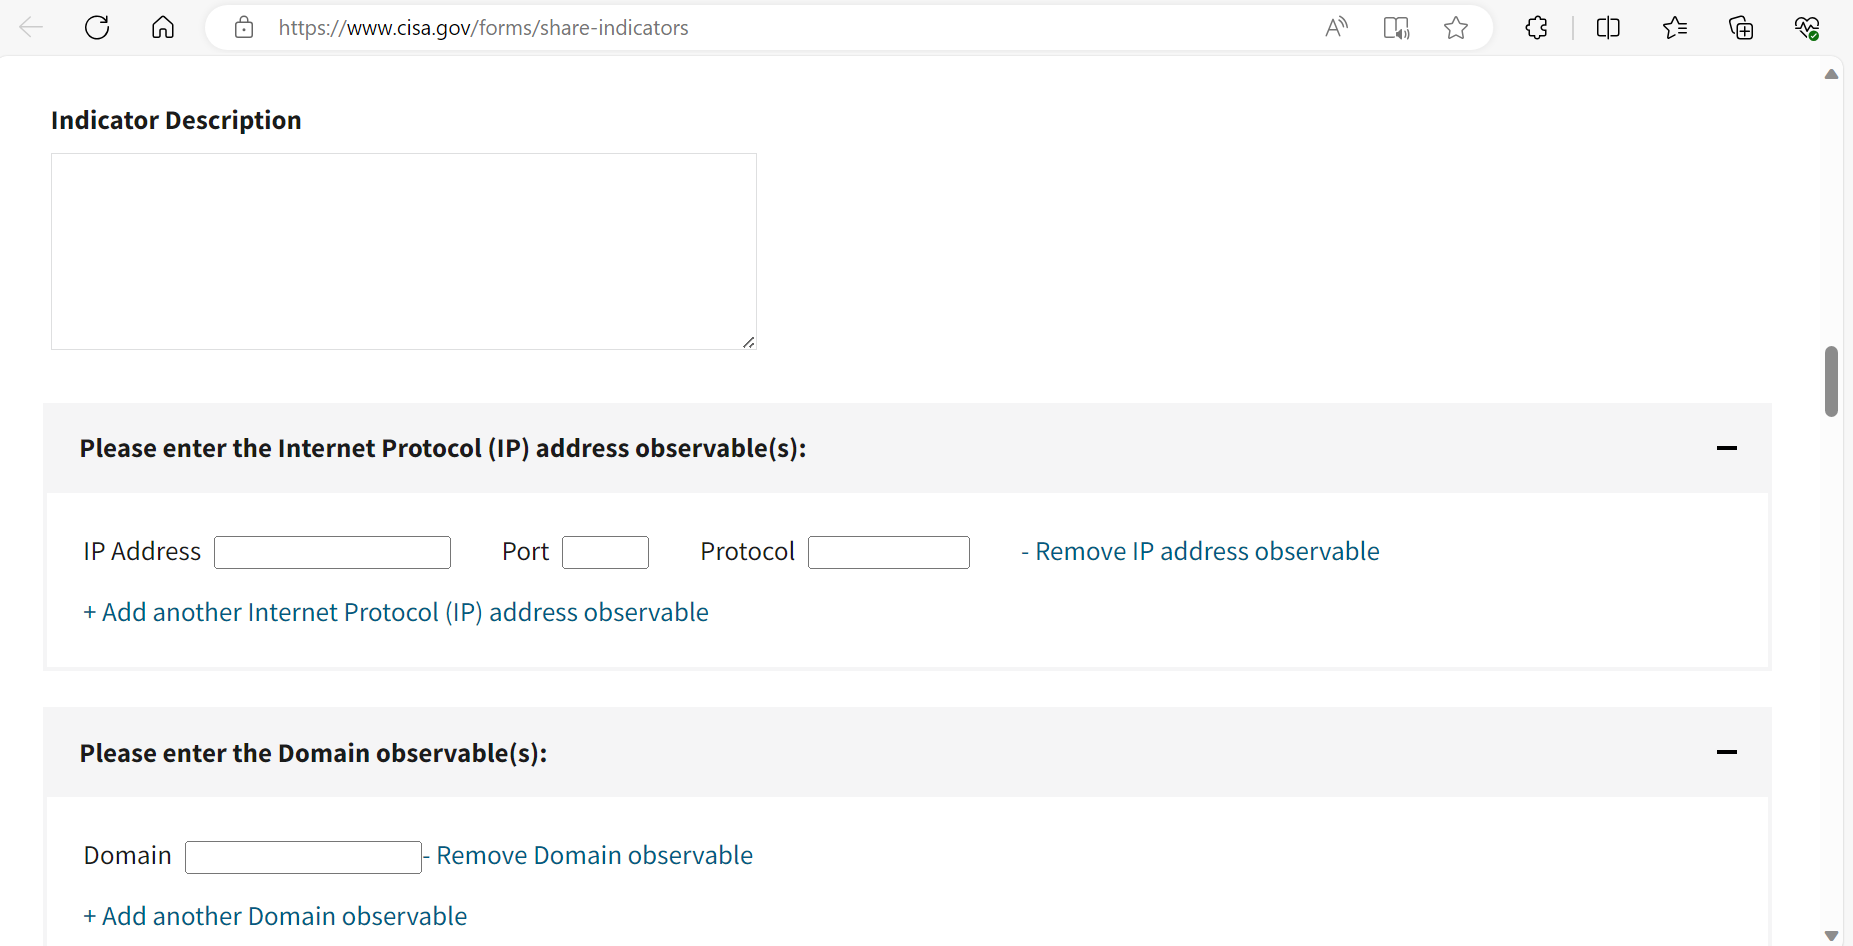 https://www.cisa.gov/forms/share-indicators
Indicator Description
Please enter the Internet Protocol (IP) address observable(s):
IP Address Port Protocol - Remove IP address observable
+ Add another Internet Protocol (IP) address observable
Please enter the Domain observable(s):
Domain - Remove Domain observable
+ Add another Domain observable